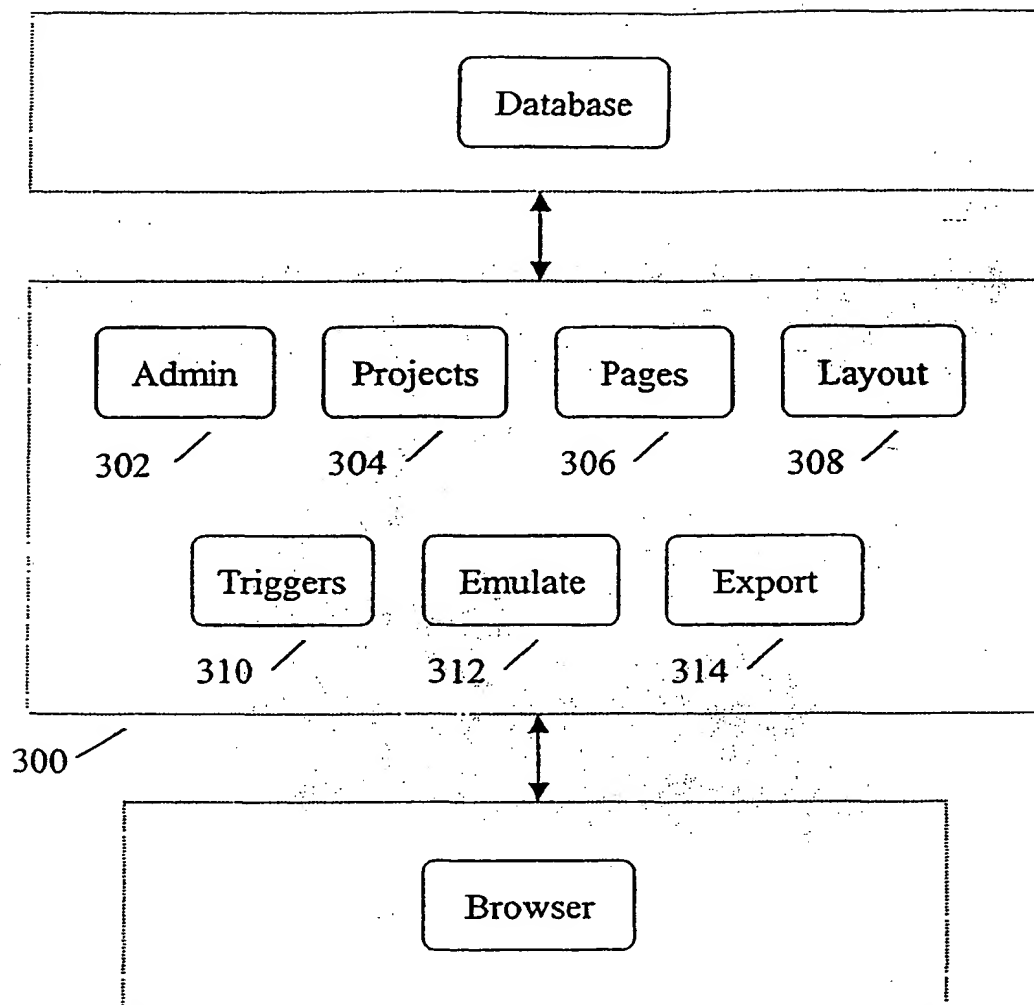 Database
Admin Projects Pages Layout
302 304 306 308
Triggers Emulate Export
310 312 314
300
Browser